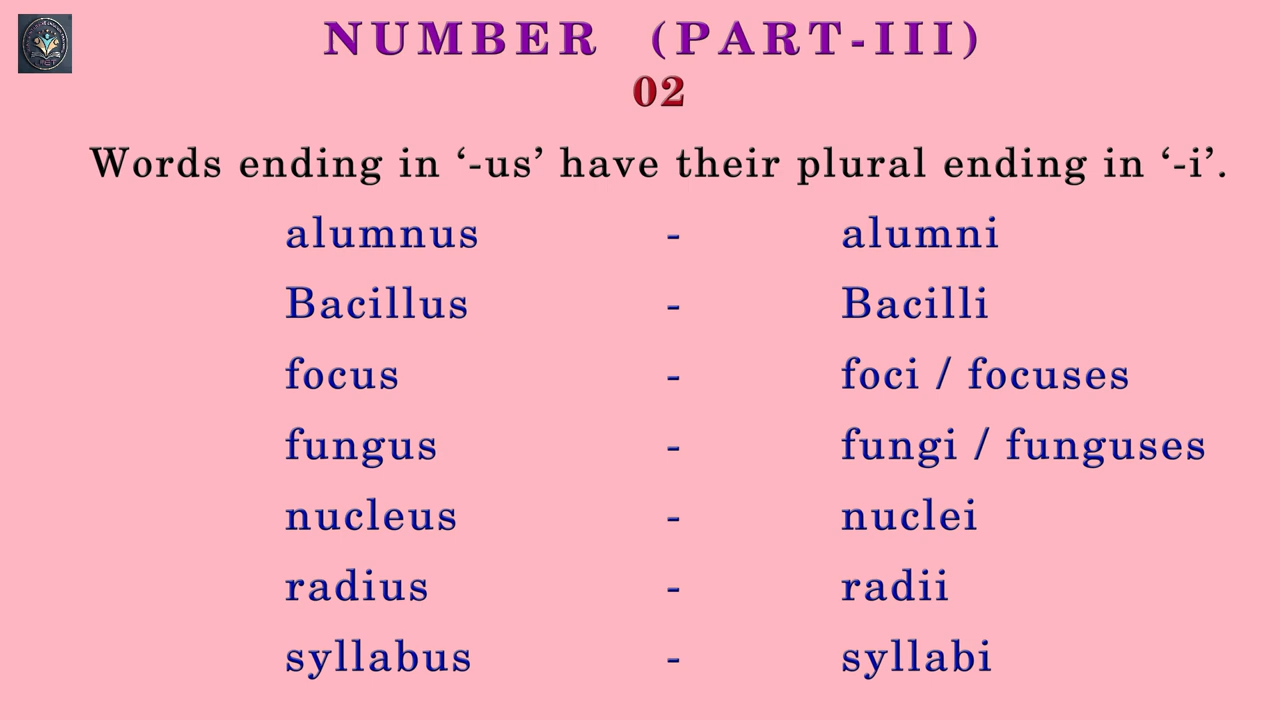 NUMBER (PART-III)
02
Words ending in ‘-us’ have their plural ending in ‘-i’.
alumnus - alumni
Bacillus - Bacilli
focus - foci / focuses
fungus - fungi / funguses
nucleus - nuclei
radius - radii
syllabus - syllabi